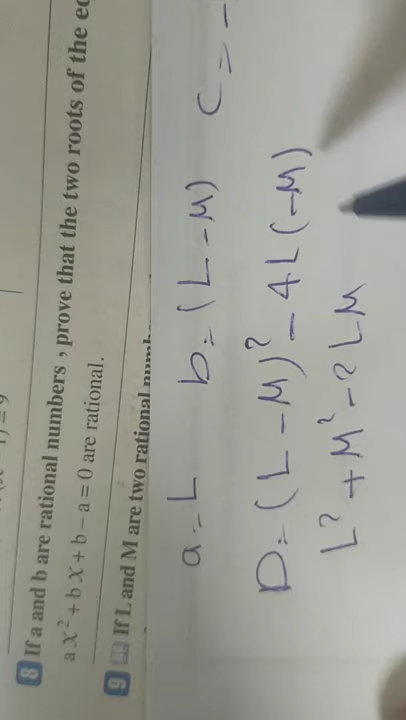 8 If a and b are rational numbers , prove that the two roots of the
a x² + b x + b – a = 0 are rational.
9 If L and M are two rational
a = L b = (L - M) c = -
D = (L - M)² - 4L(-M)
L² + M² - 2LM